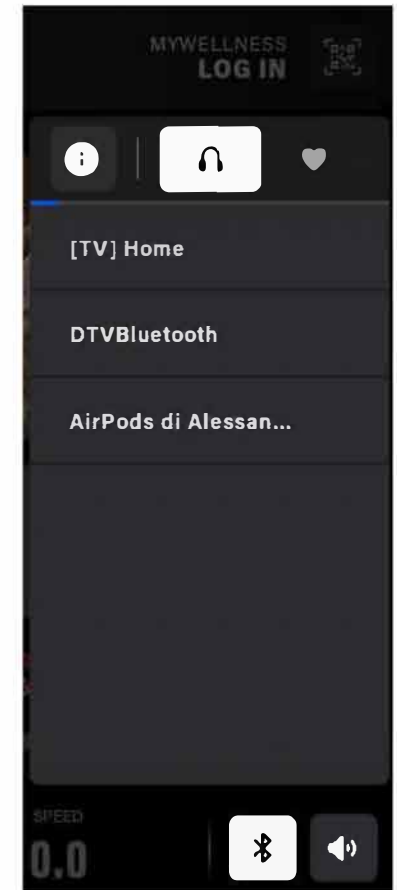 MYWELLNESS
LOG IN
[TV] Home
DTVBluetooth
AirPods di Alessan...
SPEED
0.0